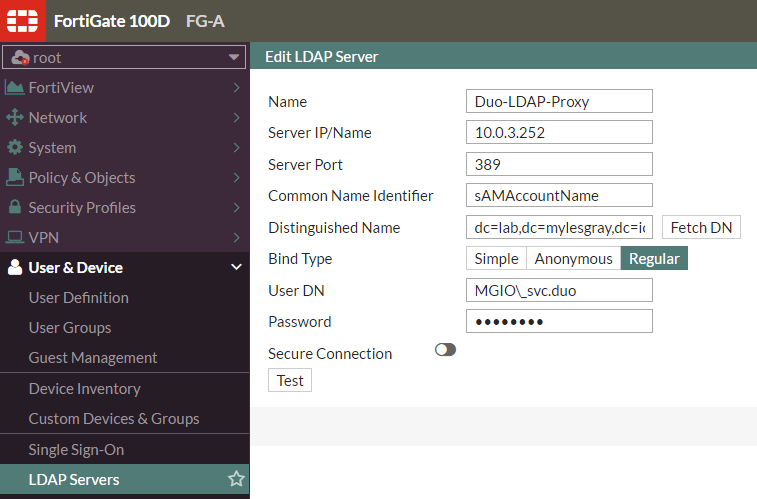 FortiGate 100D FG-A
root
FortiView
Network
System
Policy & Objects
Security Profiles
VPN
User & Device
User Definition
User Groups
Guest Management
Device Inventory
Custom Devices & Groups
Single Sign-On
LDAP Servers
Edit LDAP Server
Name Duo-LDAP-Proxy
Server IP/Name 10.0.3.252
Server Port 389
Common Name Identifier sAMAccountName
Distinguished Name dc=lab,dc=mylesgray,dc=i Fetch DN
Bind Type Simple Anonymous Regular
User DN MGIO\_svc.duo
Password ●●●●●●●●
Secure Connection
Test